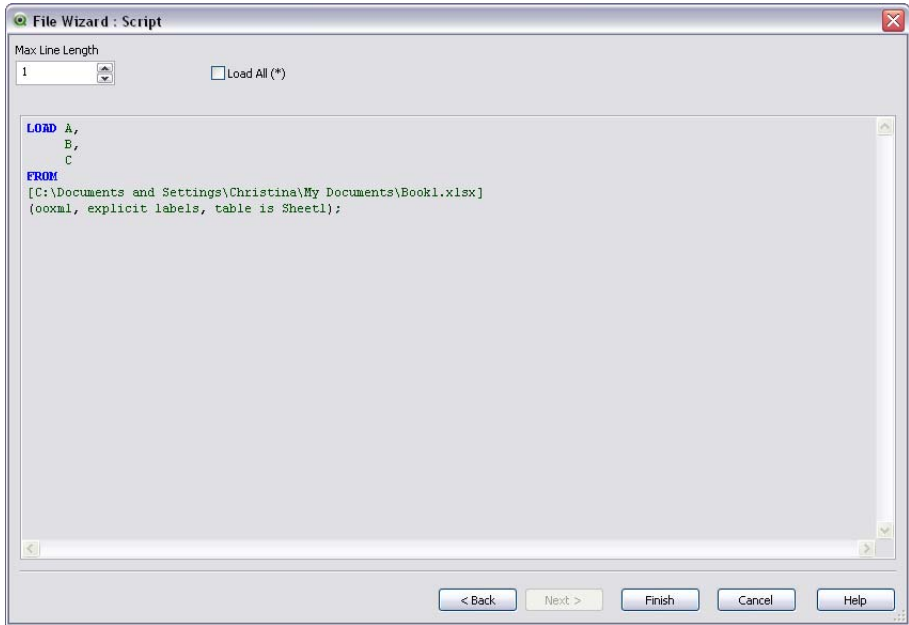 File Wizard : Script
Max Line Length
1
Load All (*)
LOAD A,
B,
C
FROM
[C:\Documents and Settings\Christina\My Documents\Book1.xlsx]
(ooxml, explicit labels, table is Sheet1);
< Back
Next >
Finish
Cancel
Help